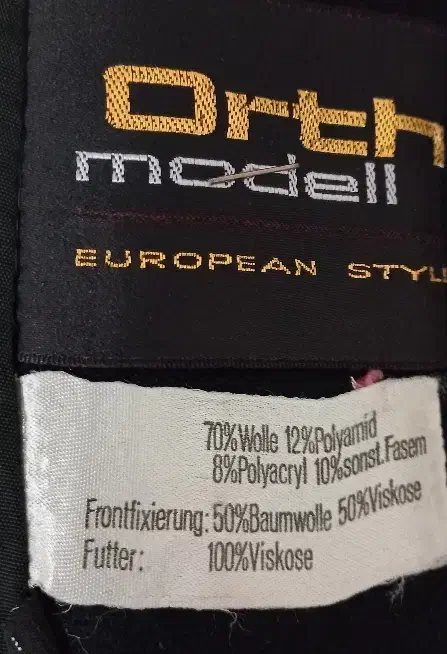 Orth
modell
EUROPEAN STYL
70%Wolle 12%Polyamid
8%Polyacryl 10%sonst.Fasern
Frontfixierung: 50%Baumwolle 50%Viskose
Futter: 100%Viskose